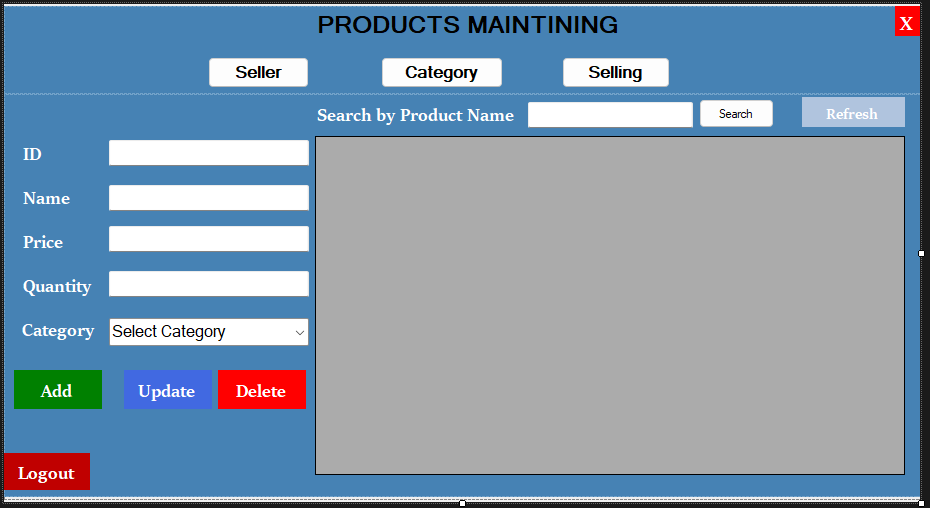 PRODUCTS MAINTINING
X
Seller Category Selling
Search by Product Name Search Refresh
ID
Name
Price
Quantity
Category Select Category
Add Update Delete
Logout